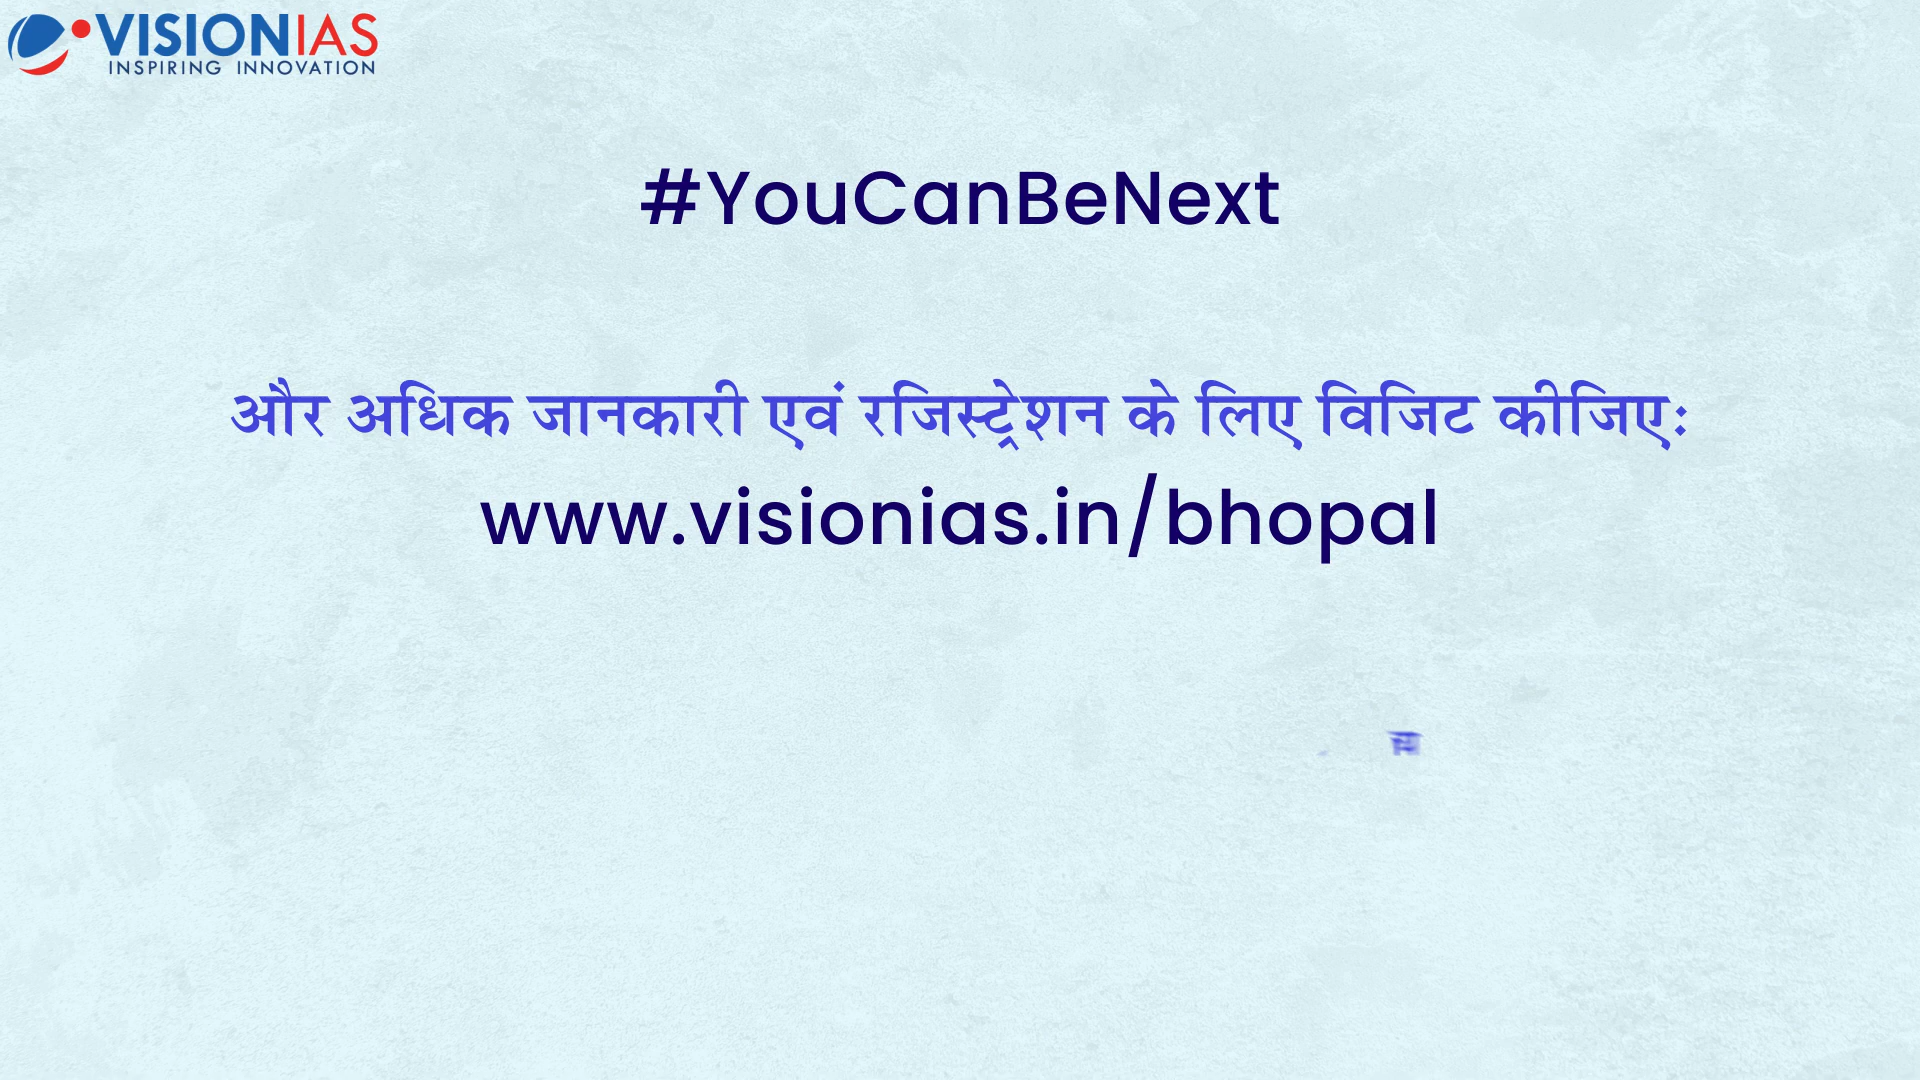 VISIONIAS
INSPIRING INNOVATION
#YouCanBeNext
और अधिक जानकारी एवं रजिस्ट्रेशन के लिए विजिट कीजिए:
www.visionias.in/bhopal